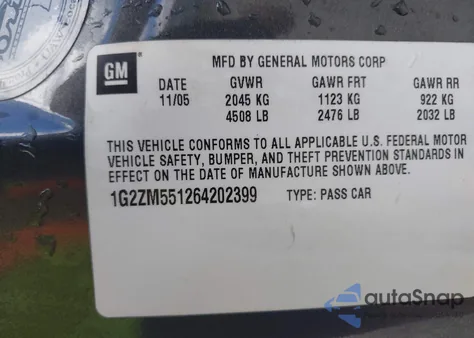 GM
MFD BY GENERAL MOTORS CORP
DATE GVWR GAWR FRT GAWR RR
11/05 2045 KG 1123 KG 922 KG
4508 LB 2476 LB 2032 LB
THIS VEHICLE CONFORMS TO ALL APPLICABLE U.S. FEDERAL MOTOR
VEHICLE SAFETY, BUMPER, AND THEFT PREVENTION STANDARDS IN
EFFECT ON THE DATE OF MANUFACTURE SHOWN ABOVE.
1G2ZM551264202399 TYPE: PASS CAR
autoSnap